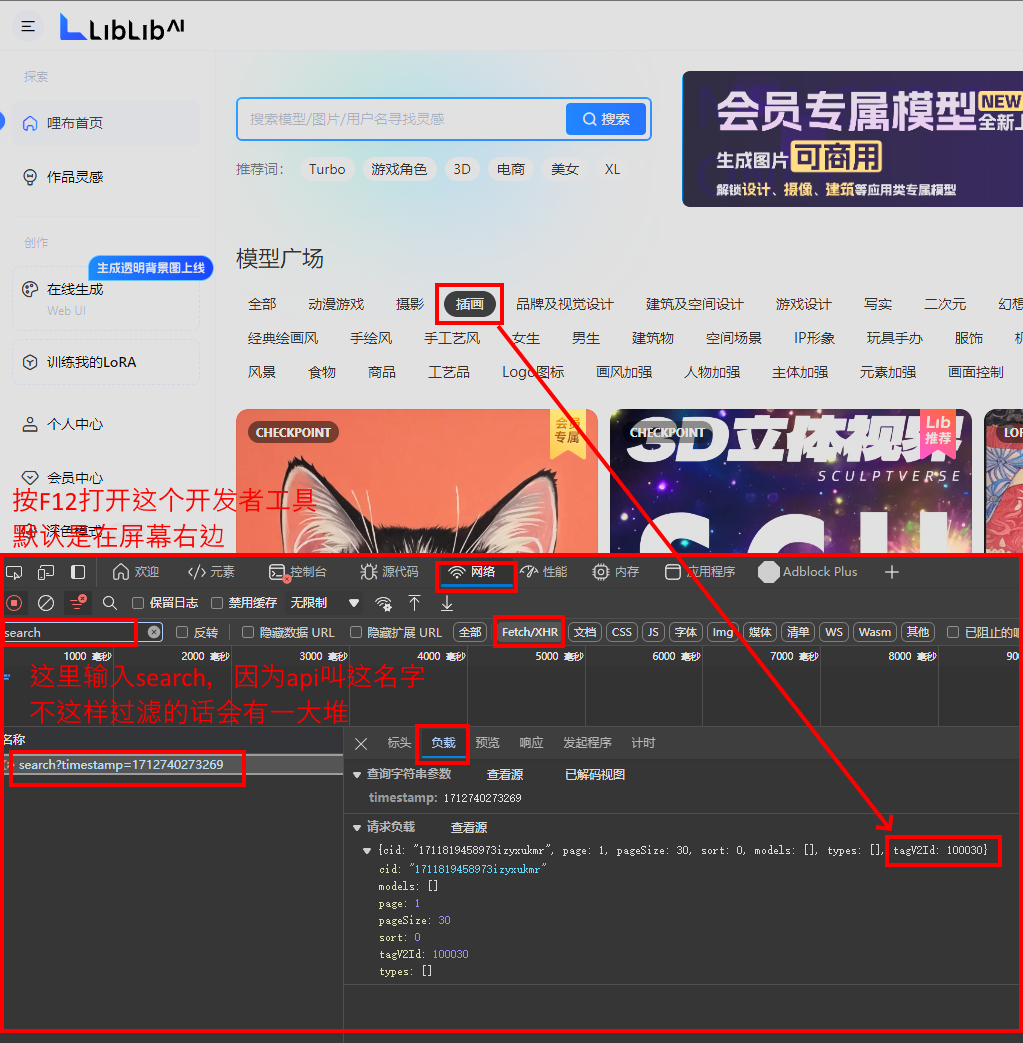 LibLib AI
探索
哩布首页
搜索模型/图片/用户名寻找灵感
搜索
会员专属模型 NEW
全新上
生成图片可商用
解锁设计、摄像、建筑等应用类专属模型
作品灵感
推荐词: Turbo 游戏角色 3D 电商 美女 XL
创作
生成透明背景图上线
在线生成
Web UI
训练我的LoRA
个人中心
会员中心
深色模式
模型广场
全部 动漫游戏 摄影 插画 品牌及视觉设计 建筑及空间设计 游戏设计 写实 二次元
经典绘画风 手绘风 手工艺风 女生 男生 建筑物 空间场景 IP形象 玩具手办 服饰
风景 食物 商品 工艺品 Logo图标 画风加强 人物加强 主体加强 元素加强 画面控制
CHECKPOINT
会员
专属
CHECKPOINT
3D立体视界
SCULPTVERSE
Lib
推荐
按F12打开这个开发者工具
默认是在屏幕右边
欢迎 元素 控制台 源代码 网络 性能 内存 应用程序 Adblock Plus
保留日志 禁用缓存 无限制
search 反转 隐藏数据 URL 隐藏扩展 URL 全部 Fetch/XHR 文档 CSS JS 字体 Img 媒体 清单 WS Wasm 其他
1000 毫秒 2000 毫秒 3000 毫秒 4000 毫秒 5000 毫秒 6000 毫秒 7000 毫秒 8000 毫秒
这里输入search, 因为api叫这名字
不这样过滤的话会有一大堆
名称
search?timestamp=1712740273269
标头 负载 预览 响应 发起程序 计时
查询字符串参数 查看源 已解码视图
timestamp: 1712740273269
请求负载 查看源
{cid: "1711819458973izyxukmr", page: 1, pageSize: 30, sort: 0, models: [], types: [], tagV2Id: 100030}
cid: "1711819458973izyxukmr"
models: []
page: 1
pageSize: 30
sort: 0
tagV2Id: 100030
types: []